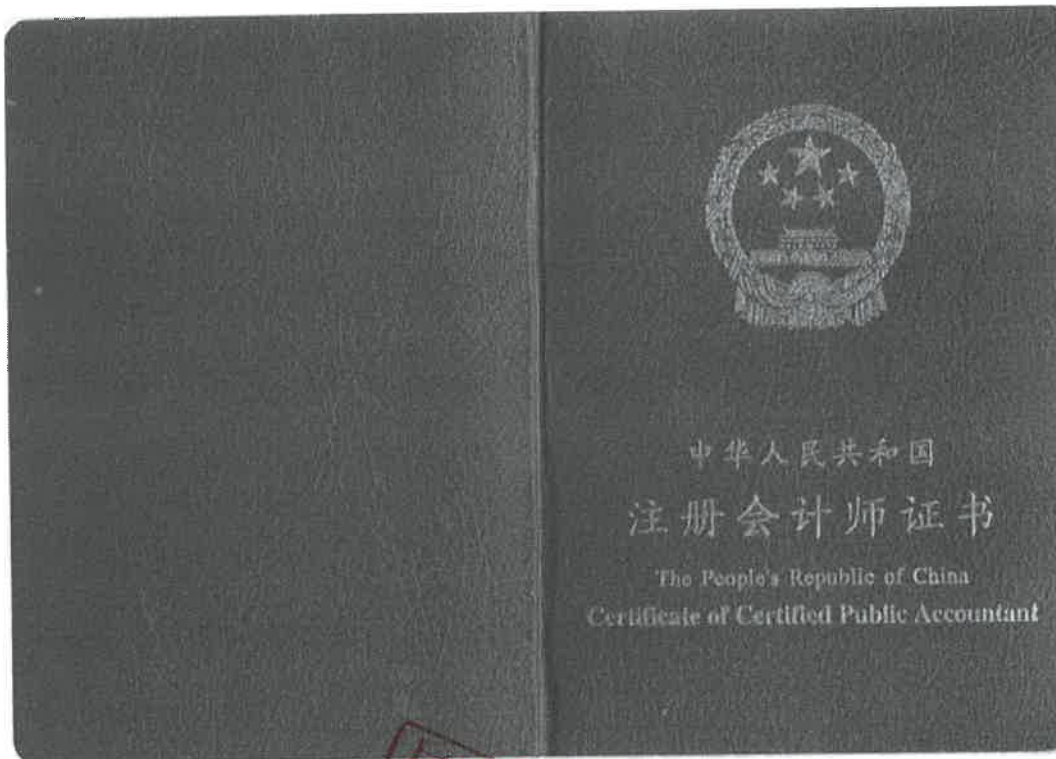 中华人民共和国
注册会计师证书
The People's Republic of China
Certificate of Certified Public Accountant